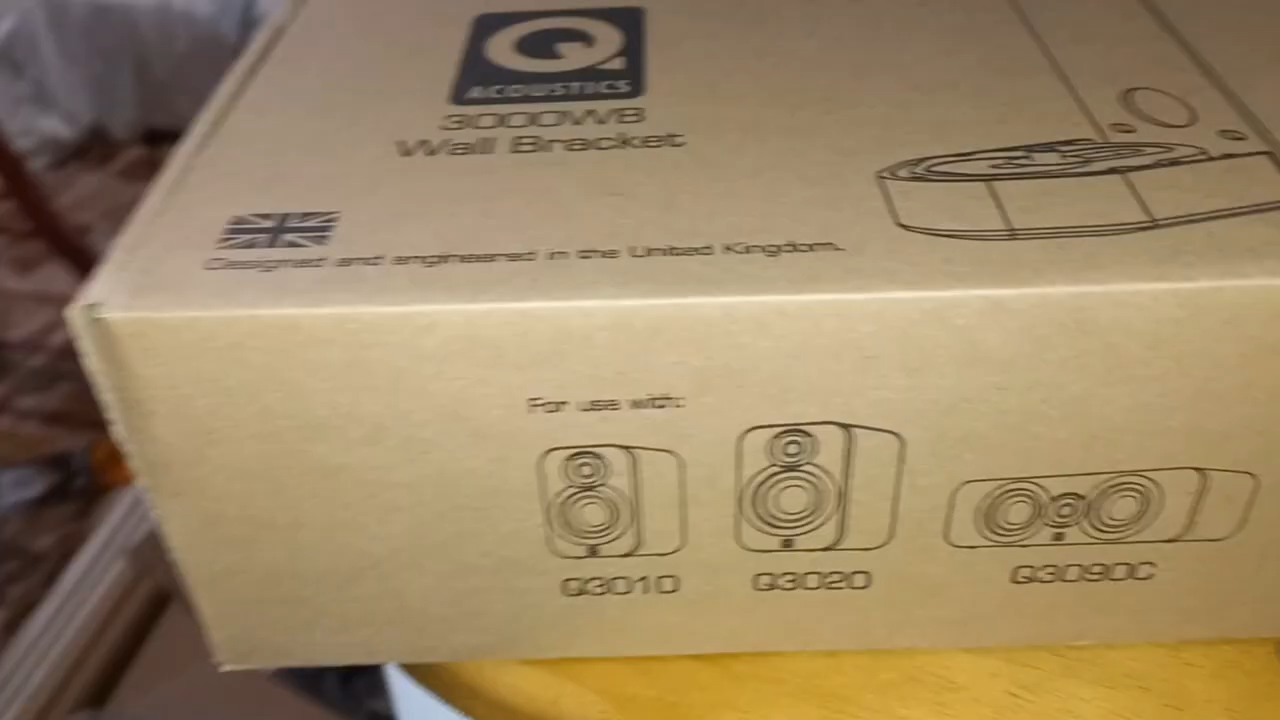 Q
ACOUSTICS
3000WB
Wall Bracket
Designed and engineered in the United Kingdom.
For use with:
Q3010
Q3020
Q3090C